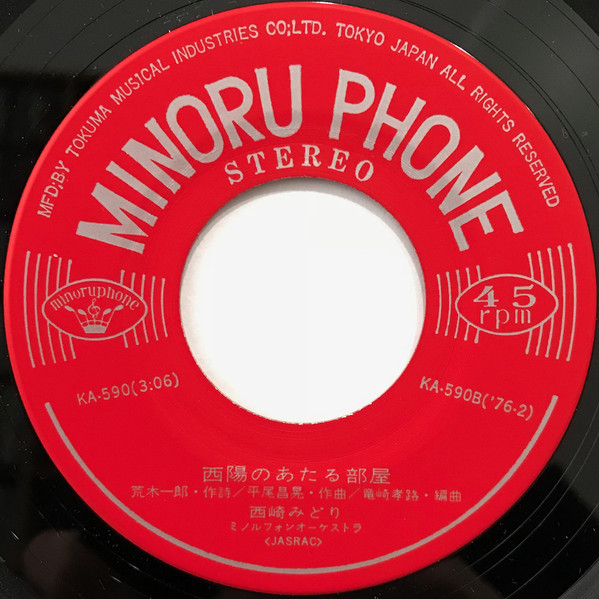 MFD;BY TOKUMA MUSICAL INDUSTRIES CO;LTD. TOKYO JAPAN ALL RIGHTS RESERVED
MINORU PHONE
STEREO
minoruphone
45
rpm
KA-590(3:06)
KA-590B('76-2)
西陽のあたる部屋
荒木一郎・作詩／平尾昌晃・作曲／竜崎孝路・編曲
西崎みどり
ミノルフォンオーケストラ
〈JASRAC〉